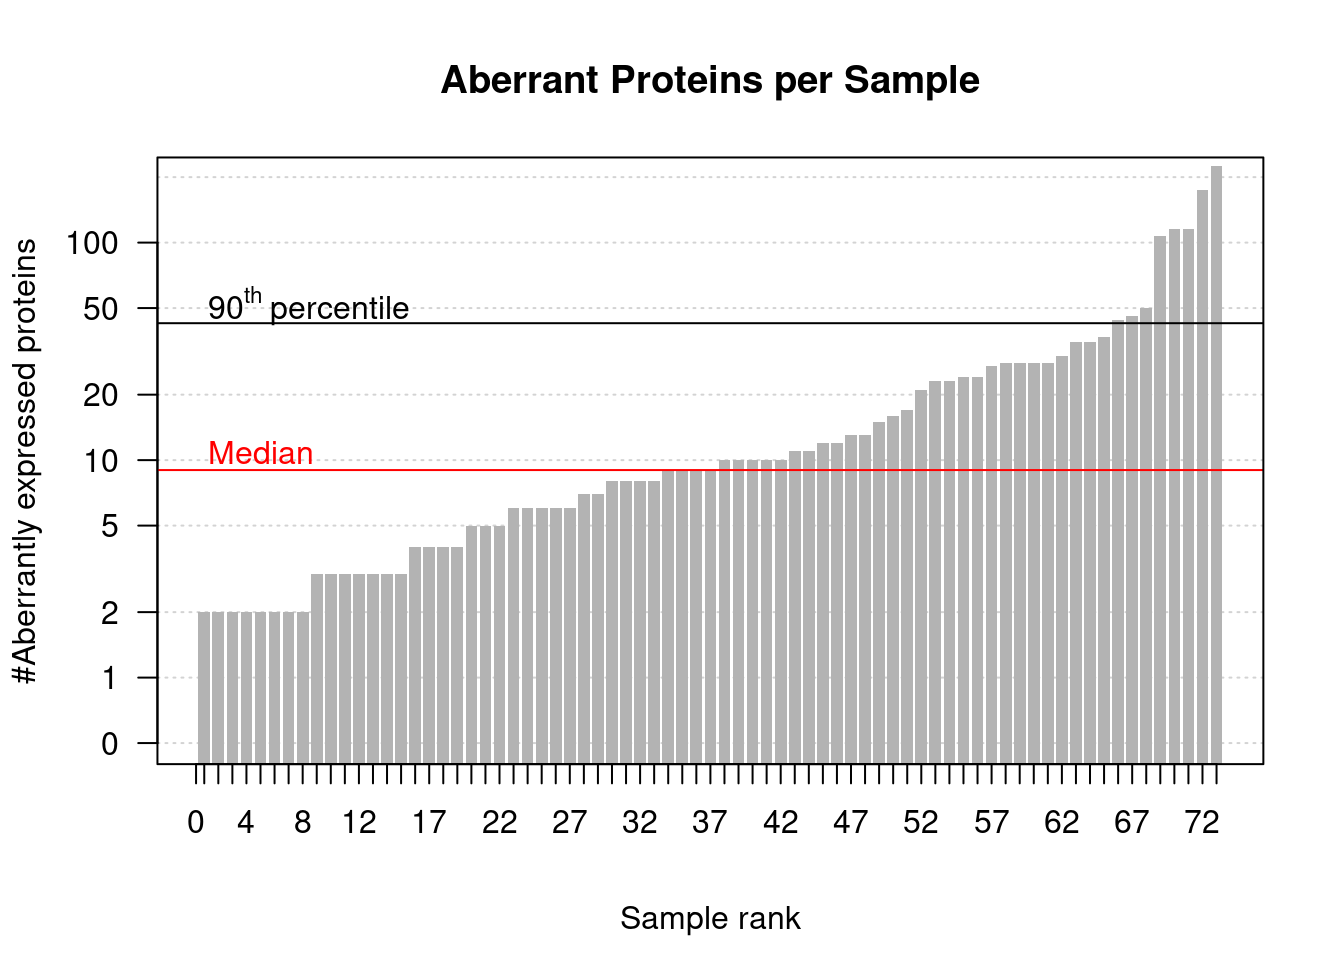 Aberrant Proteins per Sample
#Aberrantly expressed proteins
100
50
20
10
5
2
1
0
90th percentile
Median
0 4 8 12 17 22 27 32 37 42 47 52 57 62 67 72
Sample rank